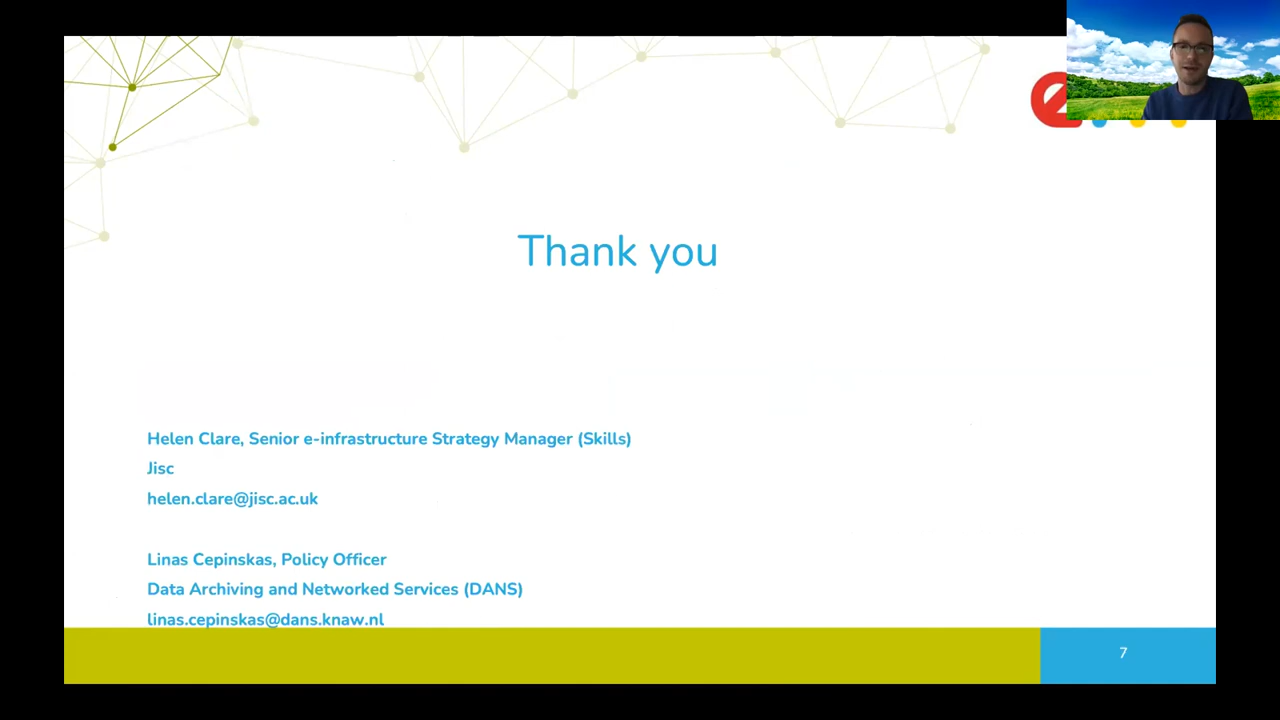 Thank you
Helen Clare, Senior e-infrastructure Strategy Manager (Skills)
Jisc
helen.clare@jisc.ac.uk
Linas Cepinskas, Policy Officer
Data Archiving and Networked Services (DANS)
linas.cepinskas@dans.knaw.nl
7